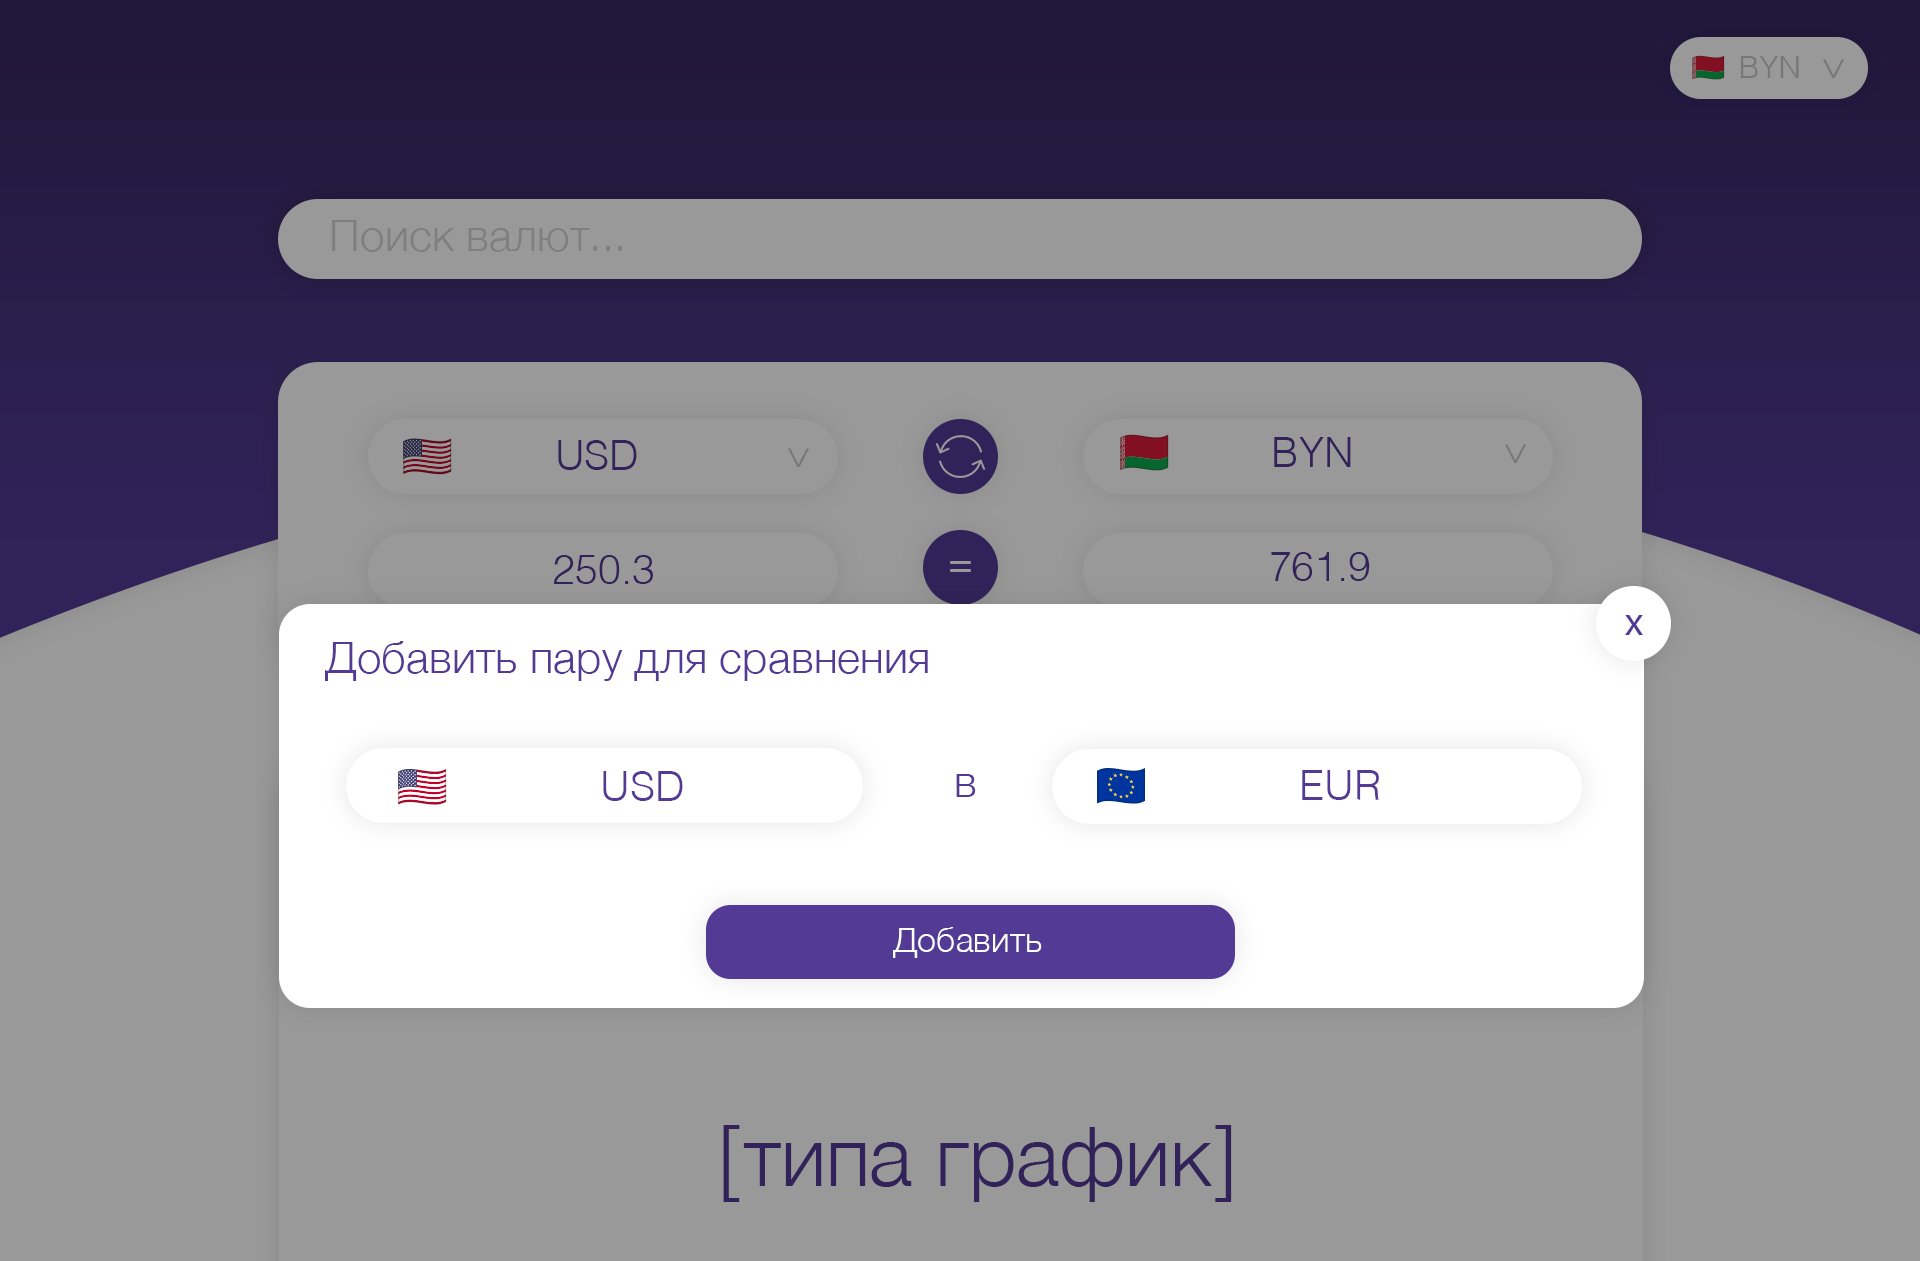 BYN
Поиск валют...
USD
BYN
250.3
=
761.9
x
Добавить пару для сравнения
USD
в
EUR
Добавить
[типа график]